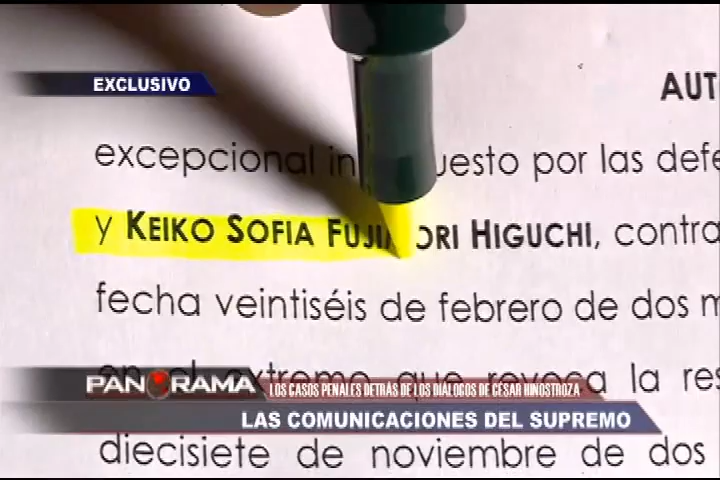 EXCLUSIVO
AUT
excepcional in uesto por las defe
y KEIKO SOFIA FUJI ORI HIGUCHI, contra
fecha veintiséis de febrero de dos m
en el extremo que revoca la res
PANORAMA
LOS CASOS PENALES DETRÁS DE LOS DIÁLOGOS DE CÉSAR HINOSTROZA
LAS COMUNICACIONES DEL SUPREMO
diecisiete de noviembre de dos